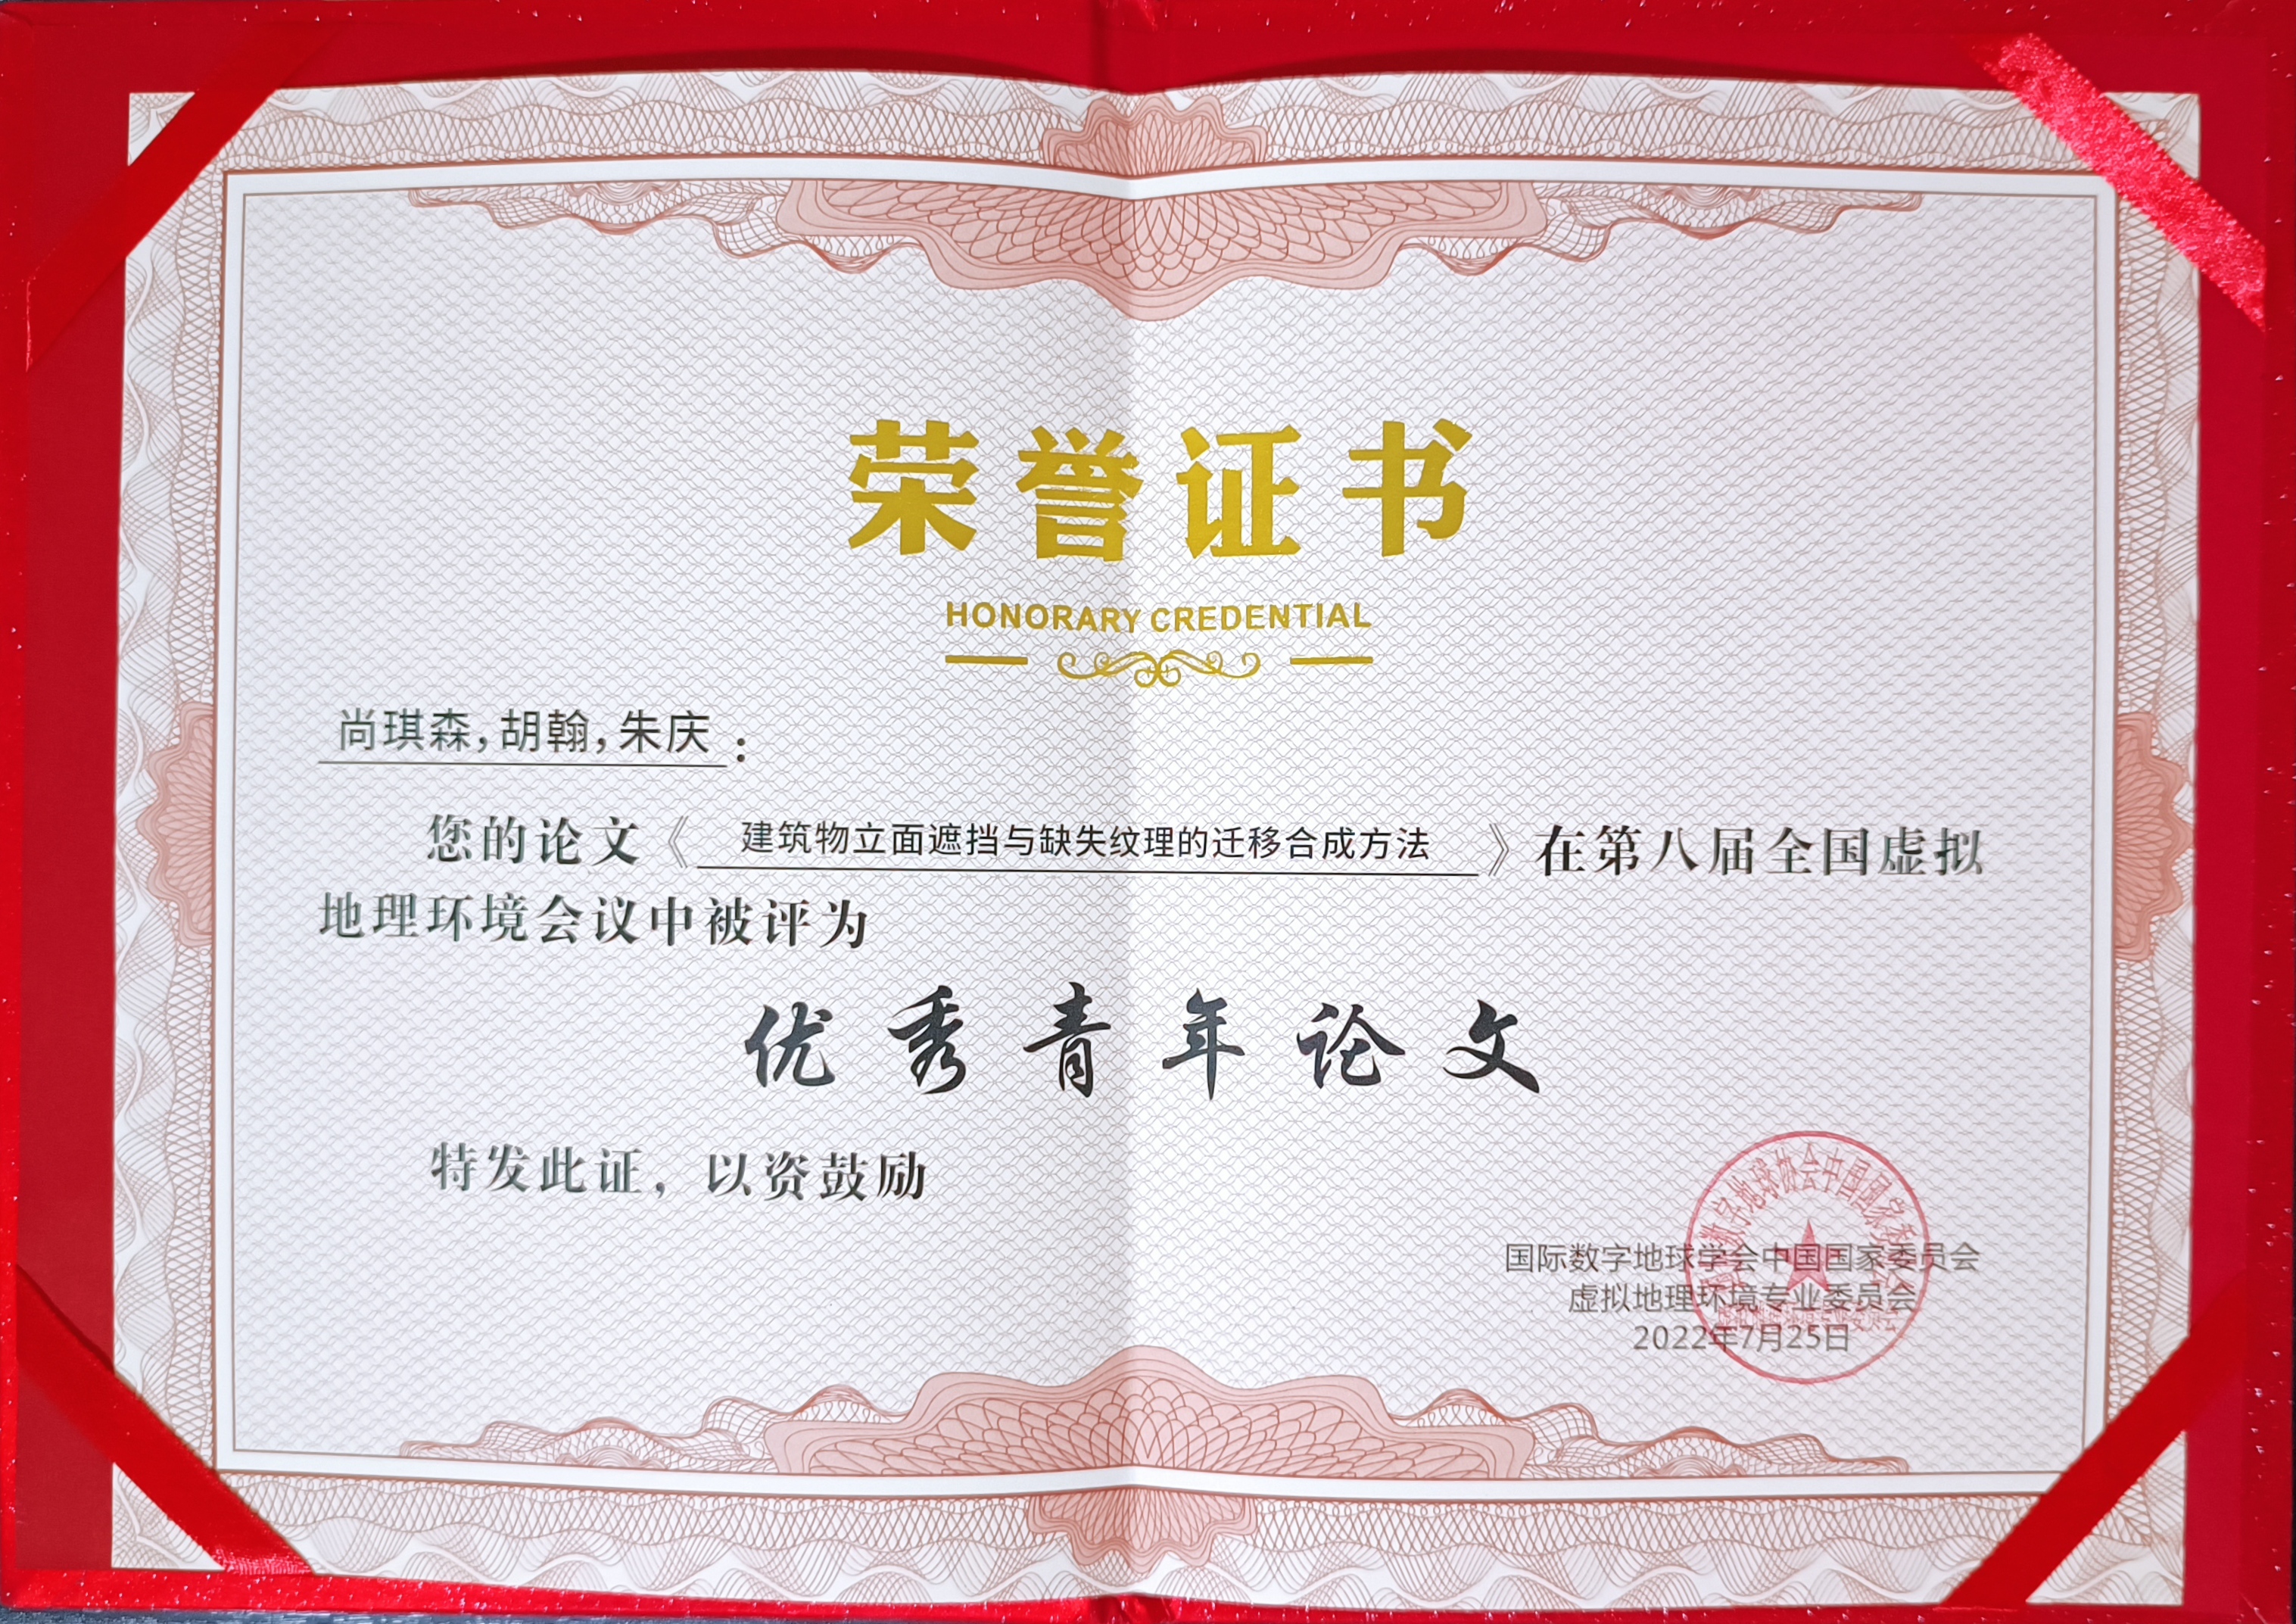 荣誉证书
HONORARY CREDENTIAL
尚琪森，胡翰，朱庆：
您的论文《建筑物立面遮挡与缺失纹理的迁移合成方法》在第八届全国虚拟
地理环境会议中被评为
优秀青年论文
特发此证，以资鼓励
国际数字地球学会中国国家委员会
虚拟地理环境专业委员会
2022年7月25日
数字地球协会中国国家委